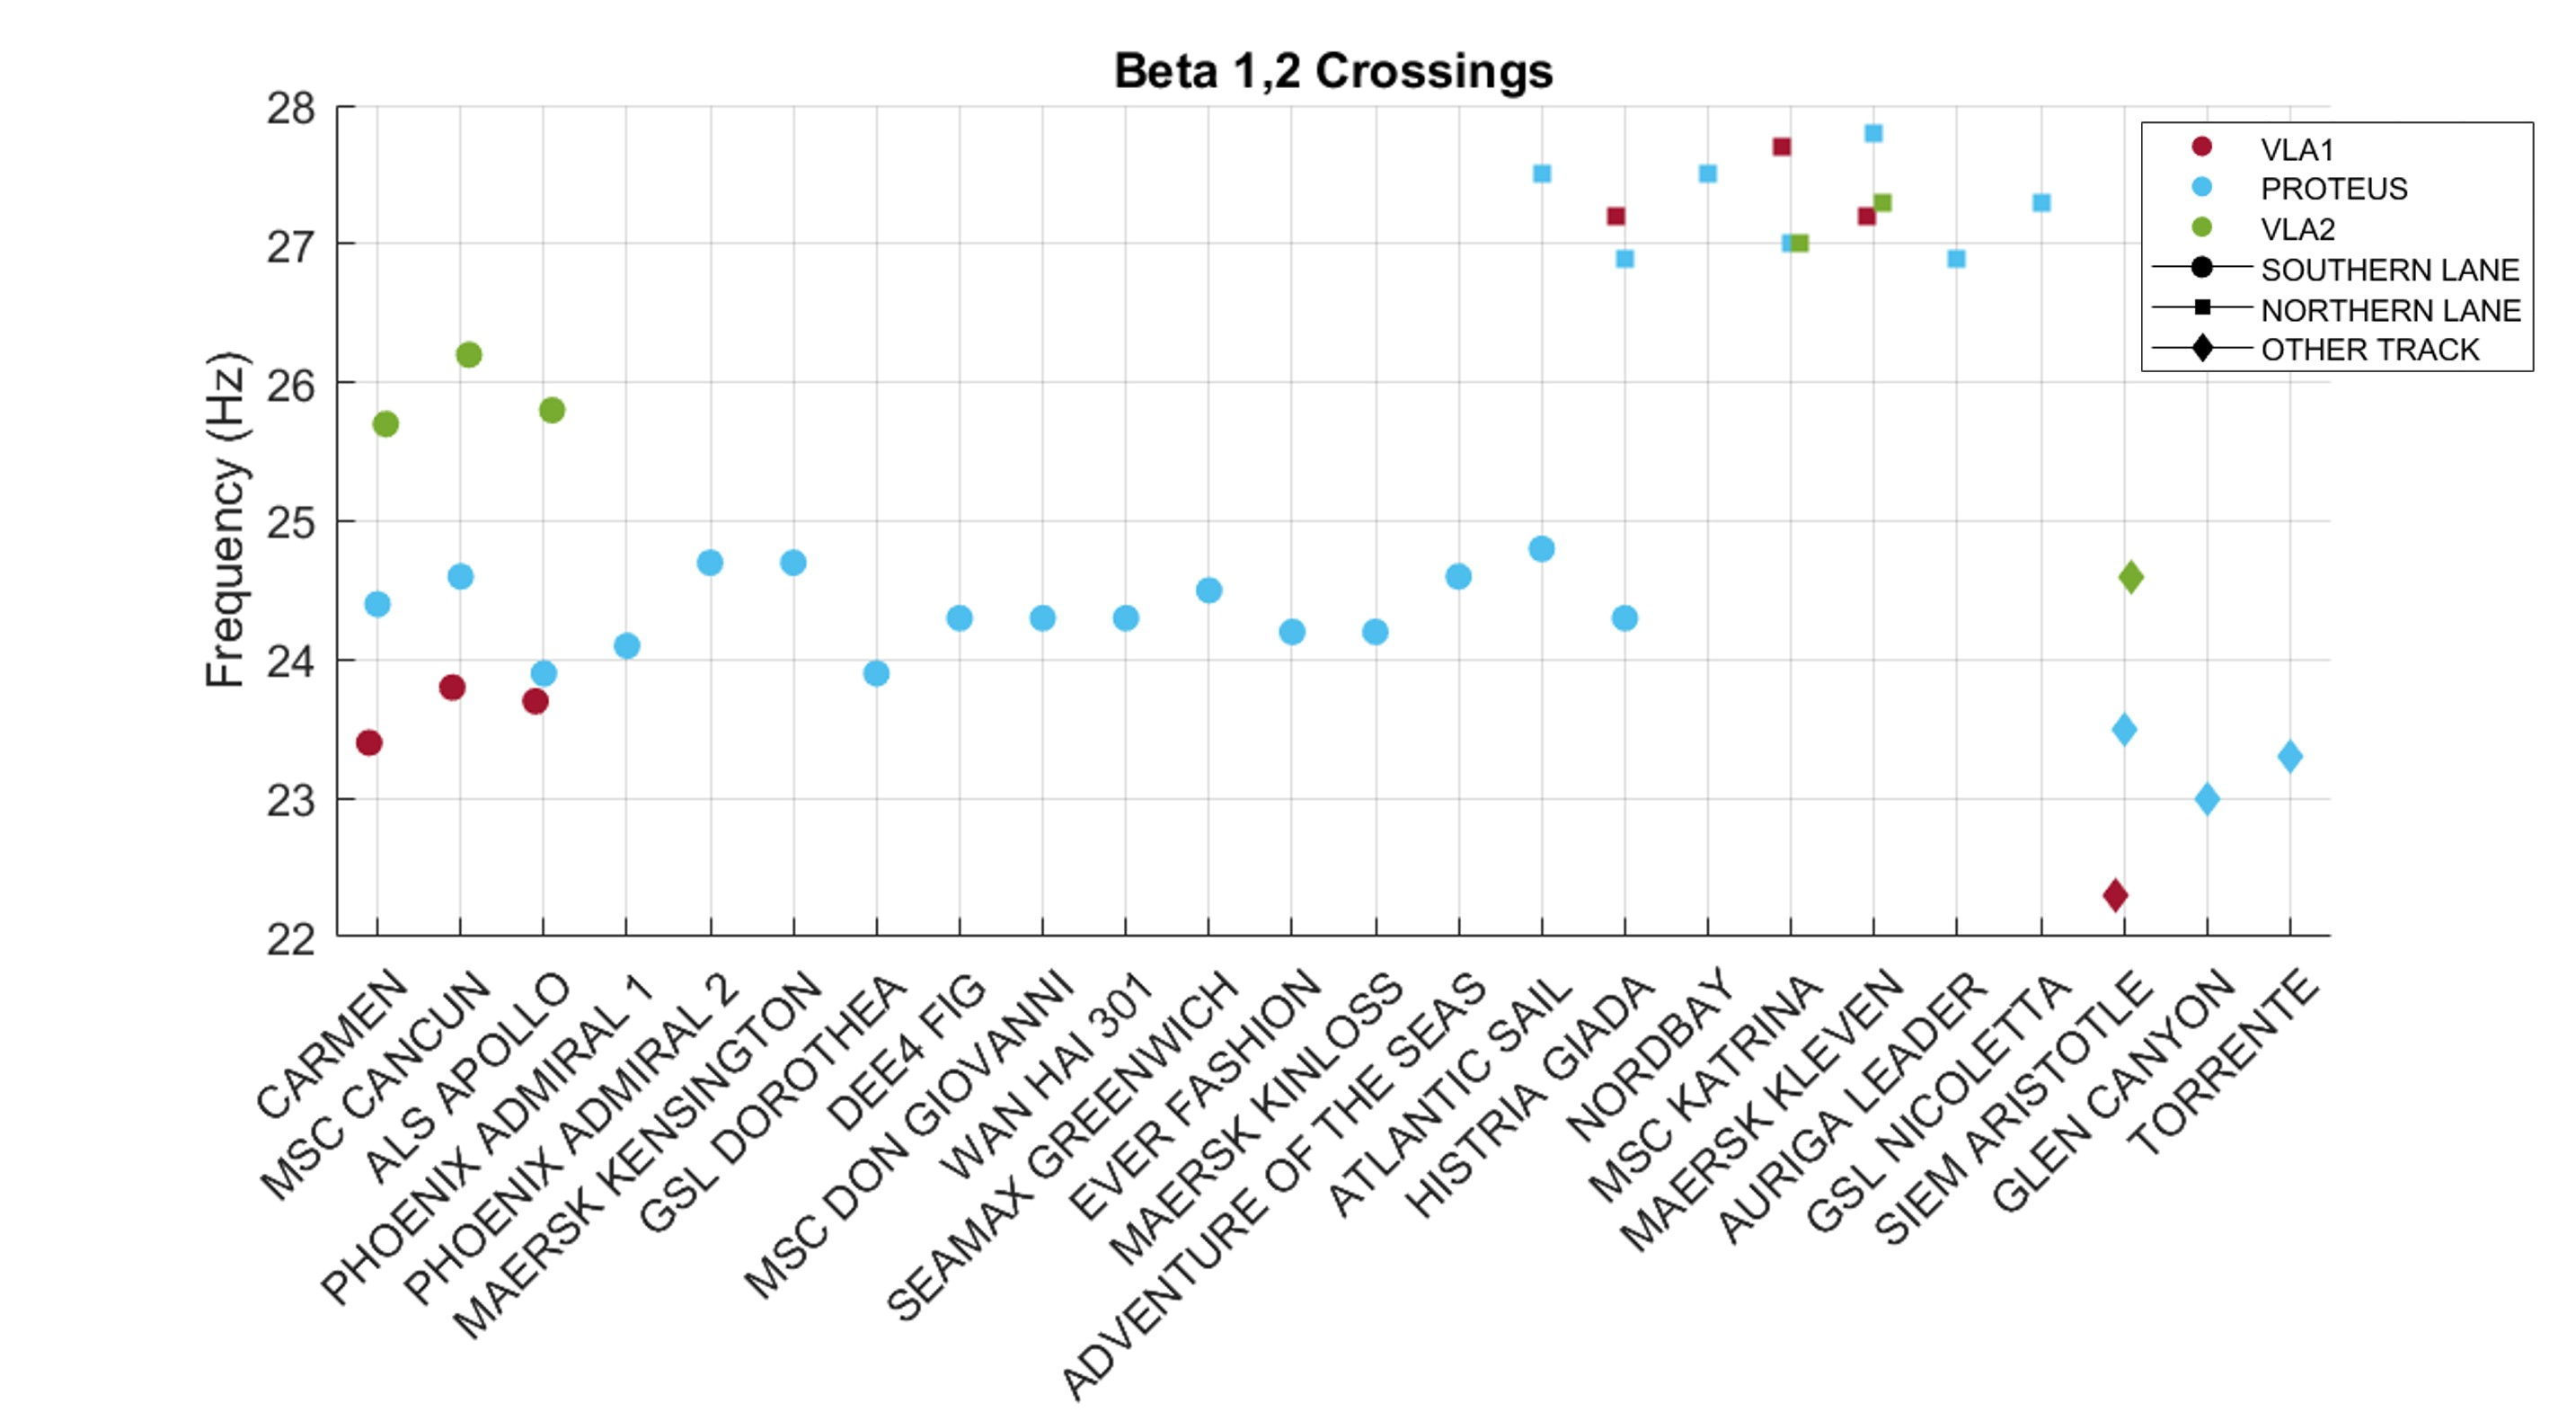 Beta 1,2 Crossings
28
27
26
25
24
23
22
Frequency (Hz)
VLA1
PROTEUS
VLA2
SOUTHERN LANE
NORTHERN LANE
OTHER TRACK
CARMEN
MSC CANCUN
ALS APOLLO
PHOENIX ADMIRAL 1
PHOENIX ADMIRAL 2
MAERSK KENSINGTON
GSL DOROTHEA
DEE4 FIG
MSC DON GIOVANNI
WAN HAI 301
SEAMAX GREENWICH
EVER FASHION
MAERSK KINLOSS
ADVENTURE OF THE SEAS
ATLANTIC SAIL
HISTRIA GIADA
NORDBAY
MSC KATRINA
MAERSK KLEVEN
AURIGA LEADER
GSL NICOLETTA
SIEM ARISTOTLE
GLEN CANYON
TORRENTE